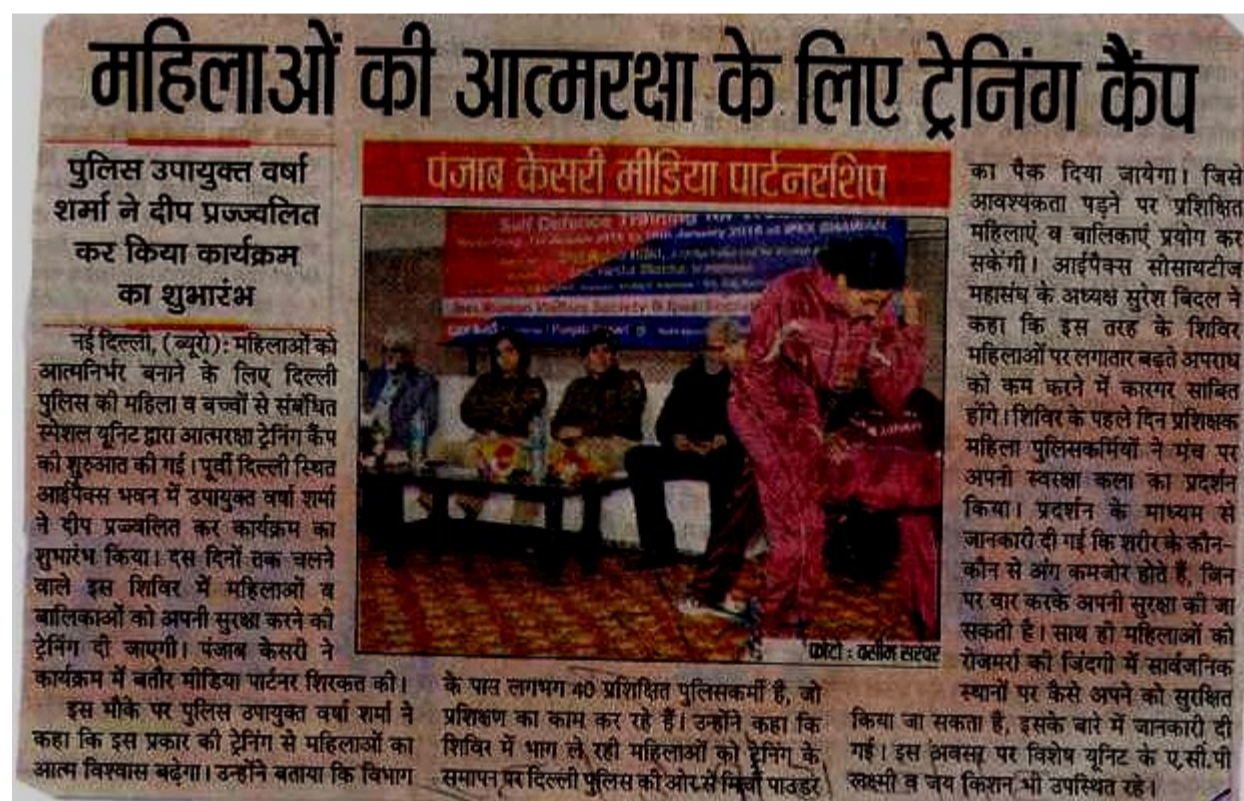 महिलाओं की आत्मरक्षा के लिए ट्रेनिंग कैंप
पुलिस उपायुक्त वर्षा
शर्मा ने दीप प्रज्ज्वलित
कर किया कार्यक्रम
का शुभारंभ
नई दिल्ली, (ब्यूरो): महिलाओं को
आत्मनिर्भर बनाने के लिए दिल्ली
पुलिस की महिला व बच्चों से संबंधित
स्पेशल यूनिट द्वारा आत्मरक्षा ट्रेनिंग कैंप
की शुरुआत की गई। पूर्वी दिल्ली स्थित
आईपैक्स भवन में उपायुक्त वर्षा शर्मा
ने दीप प्रज्वलित कर कार्यक्रम का
शुभारंभ किया। दस दिनों तक चलने
वाले इस शिविर में महिलाओं व
बालिकाओं को अपनी सुरक्षा करने की
ट्रेनिंग दी जाएगी। पंजाब केसरी ने
कार्यक्रम में बतौर मीडिया पार्टनर शिरकत की।
इस मौके पर पुलिस उपायुक्त वर्षा शर्मा ने
कहा कि इस प्रकार की ट्रेनिंग से महिलाओं का
आत्म विश्वास बढ़ेगा। उन्होंने बताया कि विभाग
पंजाब केसरी मीडिया पार्टनरशिप
Self Defence Training for
January 2016 at IPEX BHAWAN
फोटो : वसीम सरवर
के पास लगभग 40 प्रशिक्षित पुलिसकर्मी है, जो
प्रशिक्षण का काम कर रहे हैं। उन्होंने कहा कि
शिविर में भाग ले रही महिलाओं को ट्रेनिंग के
समापन पर दिल्ली पुलिस की ओर से मिर्ची पाउडर
का पैक दिया जायेगा। जिसे
आवश्यकता पड़ने पर प्रशिक्षित
महिलाएं व बालिकाएं प्रयोग कर
सकेंगी। आईपैक्स सोसायटीज
महासंघ के अध्यक्ष सुरेश बिंदल ने
कहा कि इस तरह के शिविर
महिलाओं पर लगातार बढ़ते अपराध
को कम करने में कारगर साबित
होंगे। शिविर के पहले दिन प्रशिक्षक
महिला पुलिसकर्मियों ने मंच पर
अपनी स्वरक्षा कला का प्रदर्शन
किया। प्रदर्शन के माध्यम से
जानकारी दी गई कि शरीर के कौन-
कौन से अंग कमजोर होते हैं, जिन
पर वार करके अपनी सुरक्षा की जा
सकती है। साथ ही महिलाओं को
रोजमर्रा की जिंदगी में सार्वजनिक
स्थानों पर कैसे अपने को सुरक्षित
किया जा सकता है, इसके बारे में जानकारी दी
गई। इस अवसर पर विशेष यूनिट के ए.सी.पी
लक्ष्मी व जय किशन भी उपस्थित रहे।